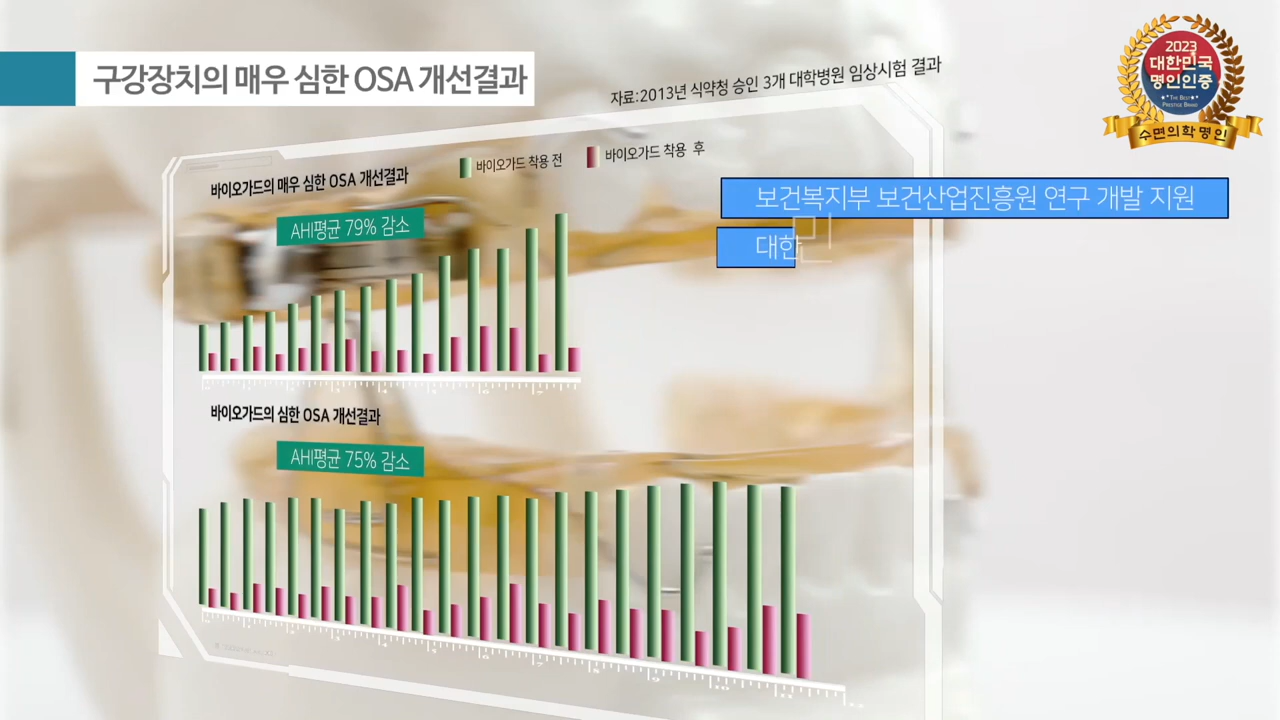 구강장치의 매우 심한 OSA 개선결과
자료:2013년 식약청 승인 3개 대학병원 임상시험 결과
2023
대한민국
명인인증
THE BEST
PRESTIGE BRAND
수면의학명인
바이오가드 착용 전
바이오가드 착용 후
바이오가드의 매우 심한 OSA 개선결과
AHI평균 79% 감소
보건복지부 보건산업진흥원 연구 개발 지원
대한민
바이오가드의 심한 OSA 개선결과
AHI평균 75% 감소